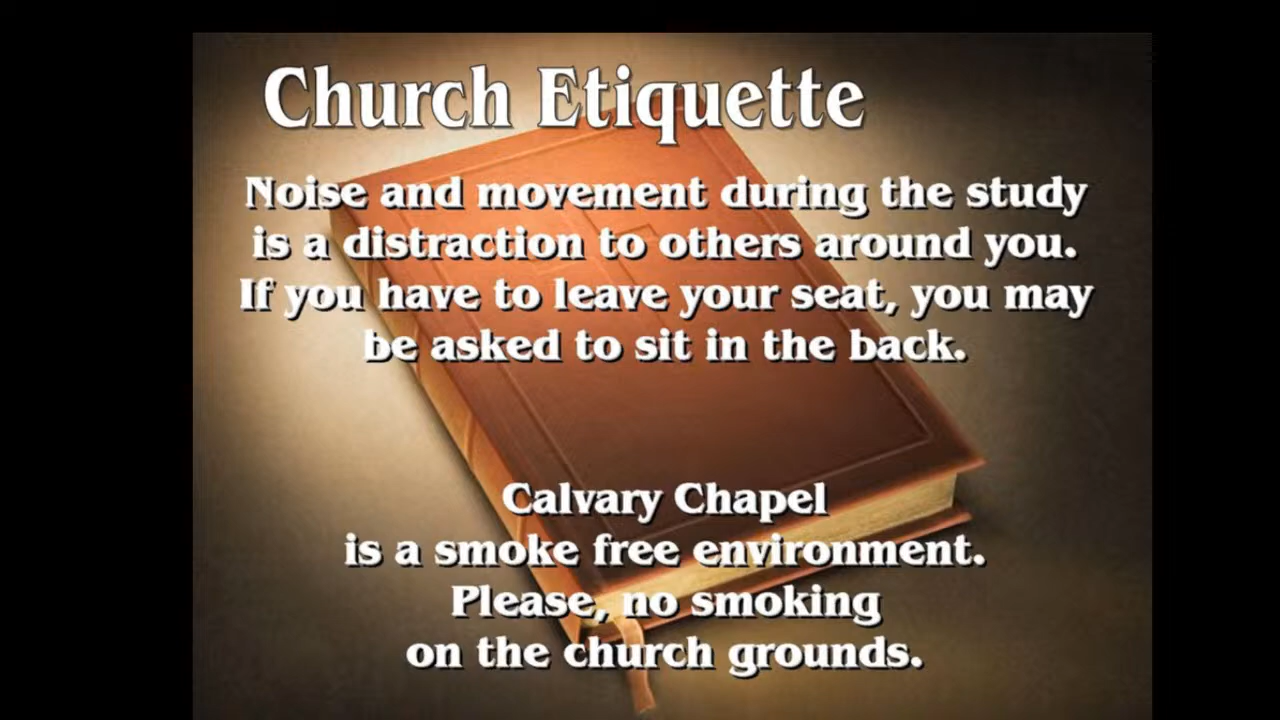 Church Etiquette
Noise and movement during the study
is a distraction to others around you.
If you have to leave your seat, you may
be asked to sit in the back.
Calvary Chapel
is a smoke free environment.
Please, no smoking
on the church grounds.